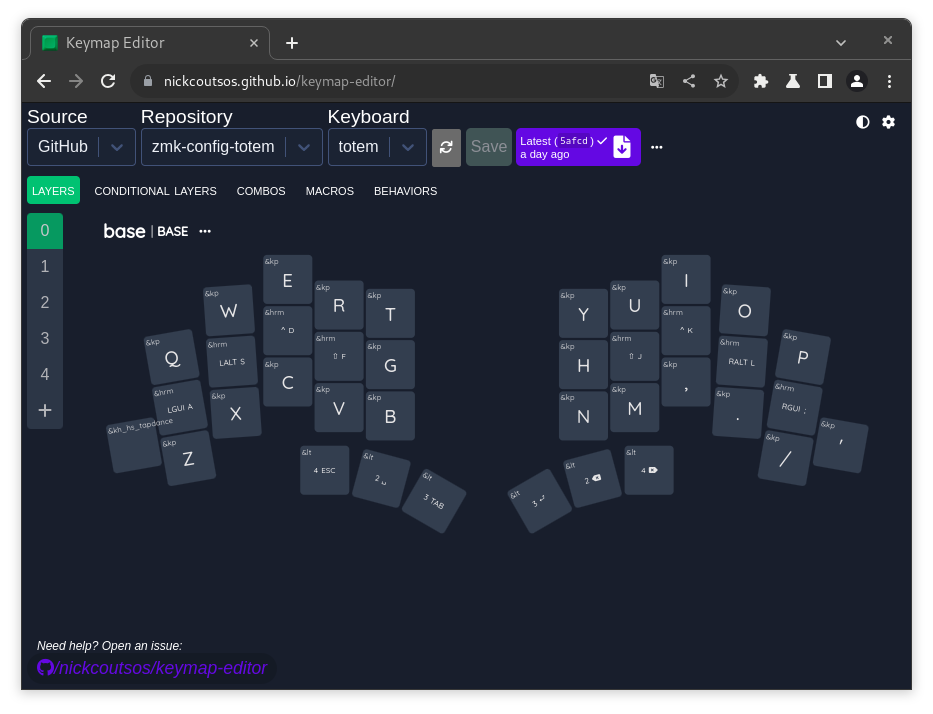 Keymap Editor
nickcoutsos.github.io/keymap-editor/
Source Repository Keyboard
GitHub zmk-config-totem totem Save Latest (5afcd)
a day ago
LAYERS CONDITIONAL LAYERS COMBOS MACROS BEHAVIORS
0
1
2
3
4
+
base | BASE
&kp E
&kp I
&kp W
&kp R
&kp T
&kp Y
&kp U
&kp O
&kp Q
&hrm LALT S
&hrm ^ D
&hrm ⇧ F
&kp G
&kp H
&hrm ⇧ J
&hrm ^ K
&hrm RALT L
&kp P
&hrm LGUI A
&kp X
&kp C
&kp V
&kp B
&kp N
&kp M
&kp ,
&kp .
&hrm RGUI ;
&kh_hs_tapdance
&kp Z
&kp /
&kp '
&lt 4 ESC
&lt 2 ␣
&lt 3 TAB
&lt 3 ⏎
&lt 2 ⌫
&lt 4 ⌦
Need help? Open an issue:
/nickcoutsos/keymap-editor